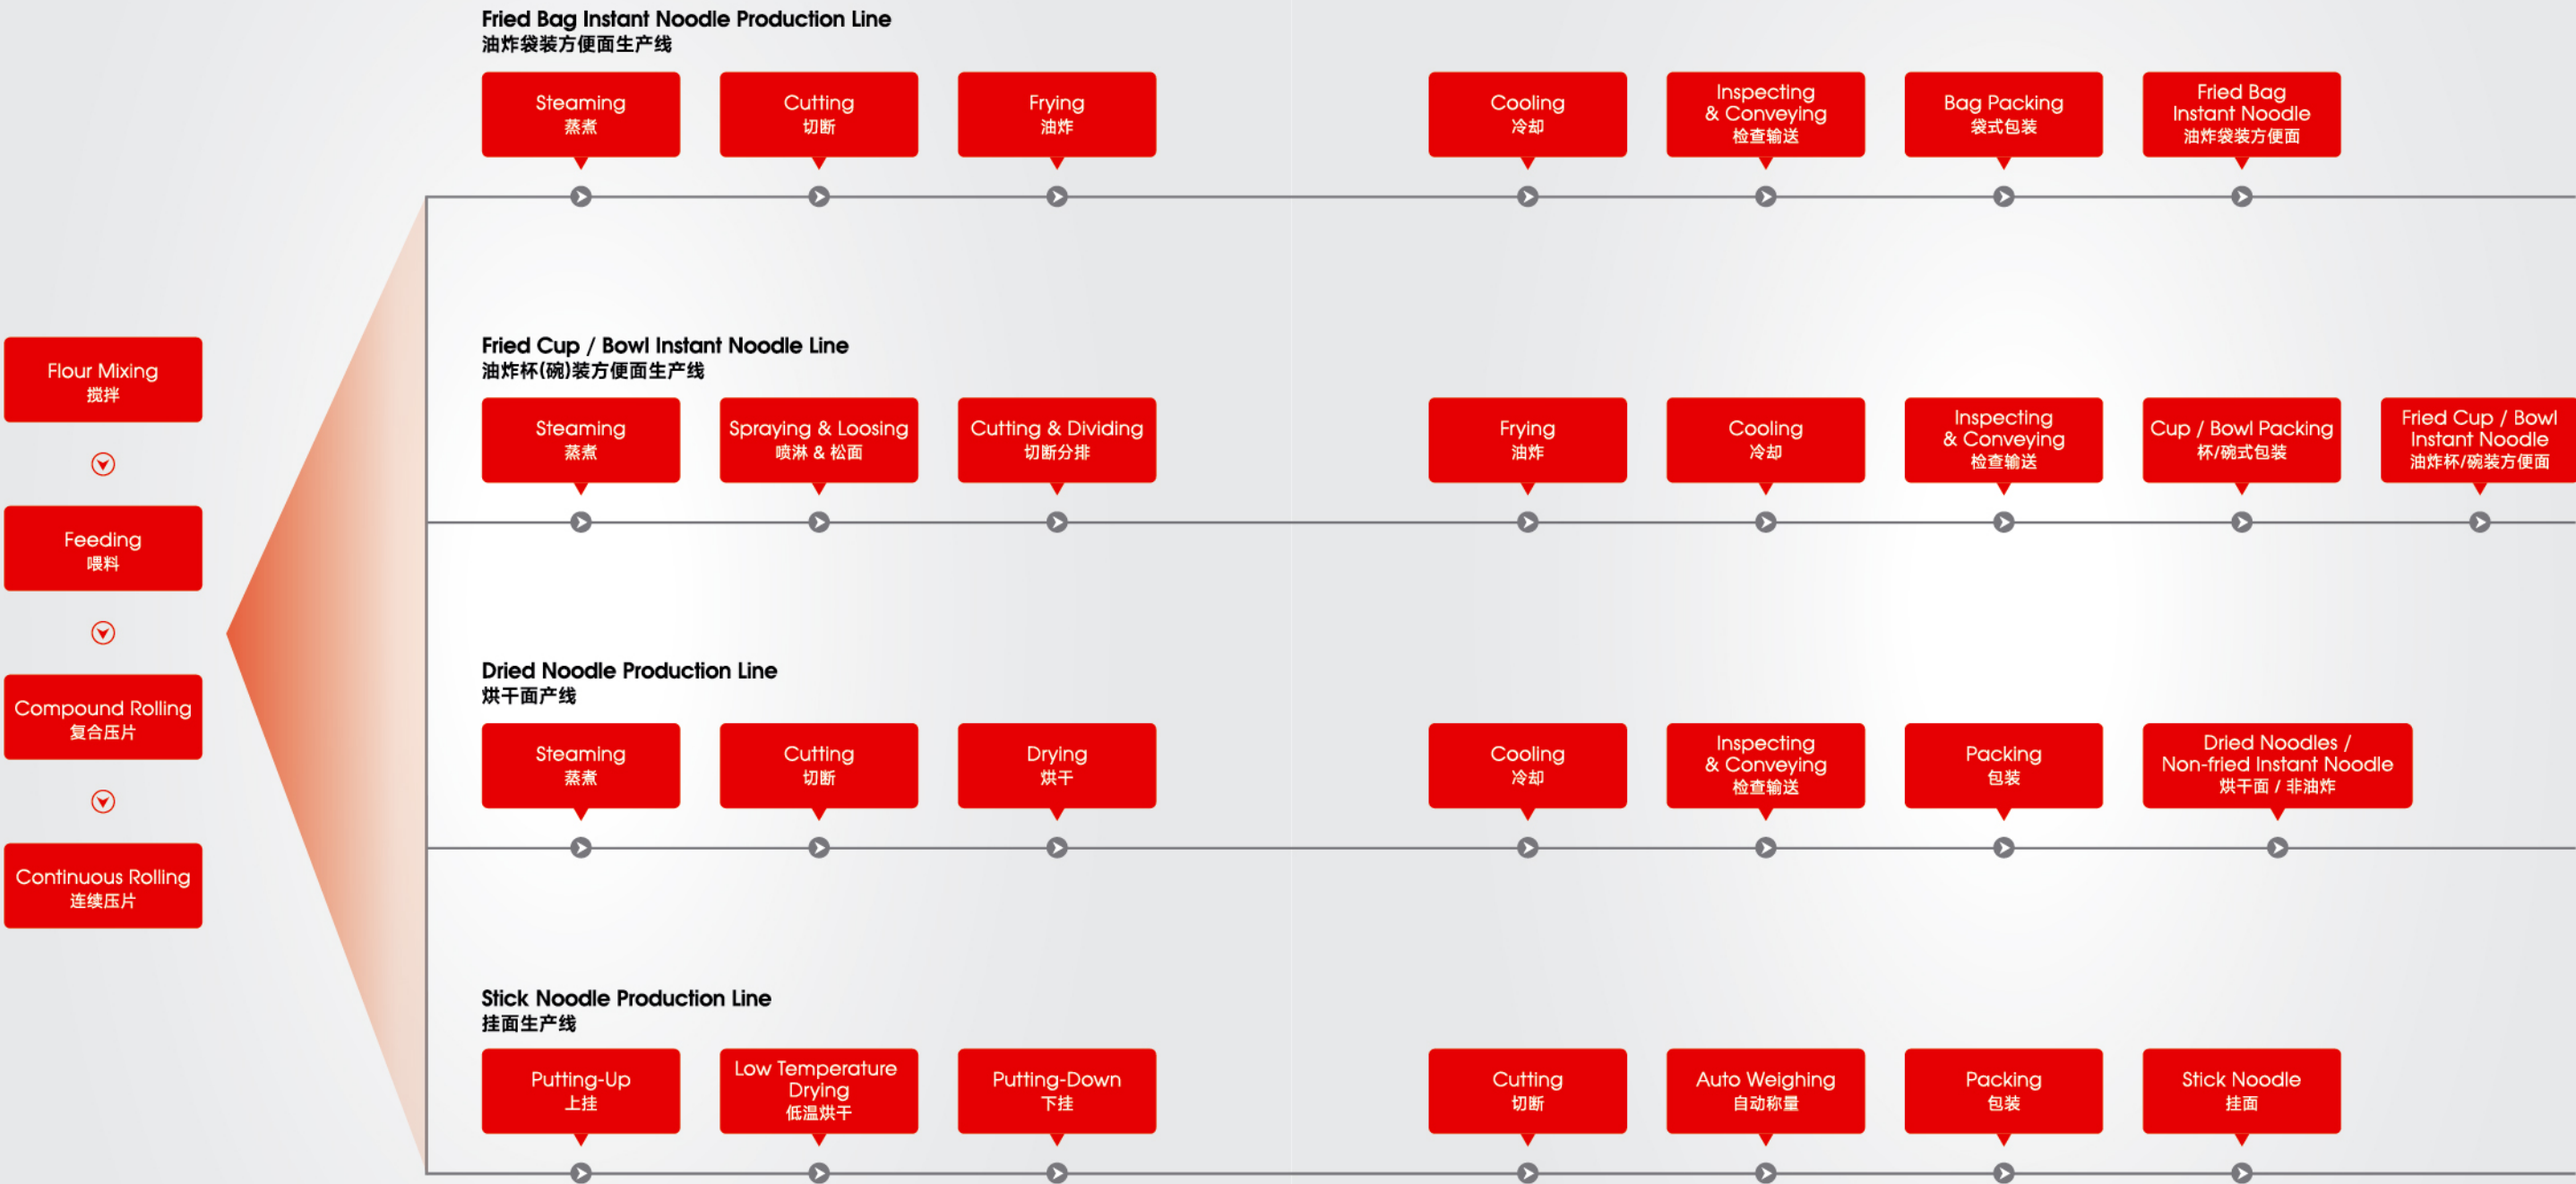 Flour Mixing
搅拌
Feeding
喂料
Compound Rolling
复合压片
Continuous Rolling
连续压片
Fried Bag Instant Noodle Production Line
油炸袋装方便面生产线
Steaming
蒸煮
Cutting
切断
Frying
油炸
Cooling
冷却
Inspecting
& Conveying
检查输送
Bag Packing
袋式包装
Fried Bag
Instant Noodle
油炸袋装方便面
Fried Cup / Bowl Instant Noodle Line
油炸杯(碗)装方便面生产线
Steaming
蒸煮
Spraying & Loosing
喷淋 & 松面
Cutting & Dividing
切断分排
Frying
油炸
Cooling
冷却
Inspecting
& Conveying
检查输送
Cup / Bowl Packing
杯/碗式包装
Fried Cup / Bowl
Instant Noodle
油炸杯/碗装方便面
Dried Noodle Production Line
烘干面产线
Steaming
蒸煮
Cutting
切断
Drying
烘干
Cooling
冷却
Inspecting
& Conveying
检查输送
Packing
包装
Dried Noodles /
Non-fried Instant Noodle
烘干面 / 非油炸
Stick Noodle Production Line
挂面生产线
Putting-Up
上挂
Low Temperature
Drying
低温烘干
Putting-Down
下挂
Cutting
切断
Auto Weighing
自动称量
Packing
包装
Stick Noodle
挂面